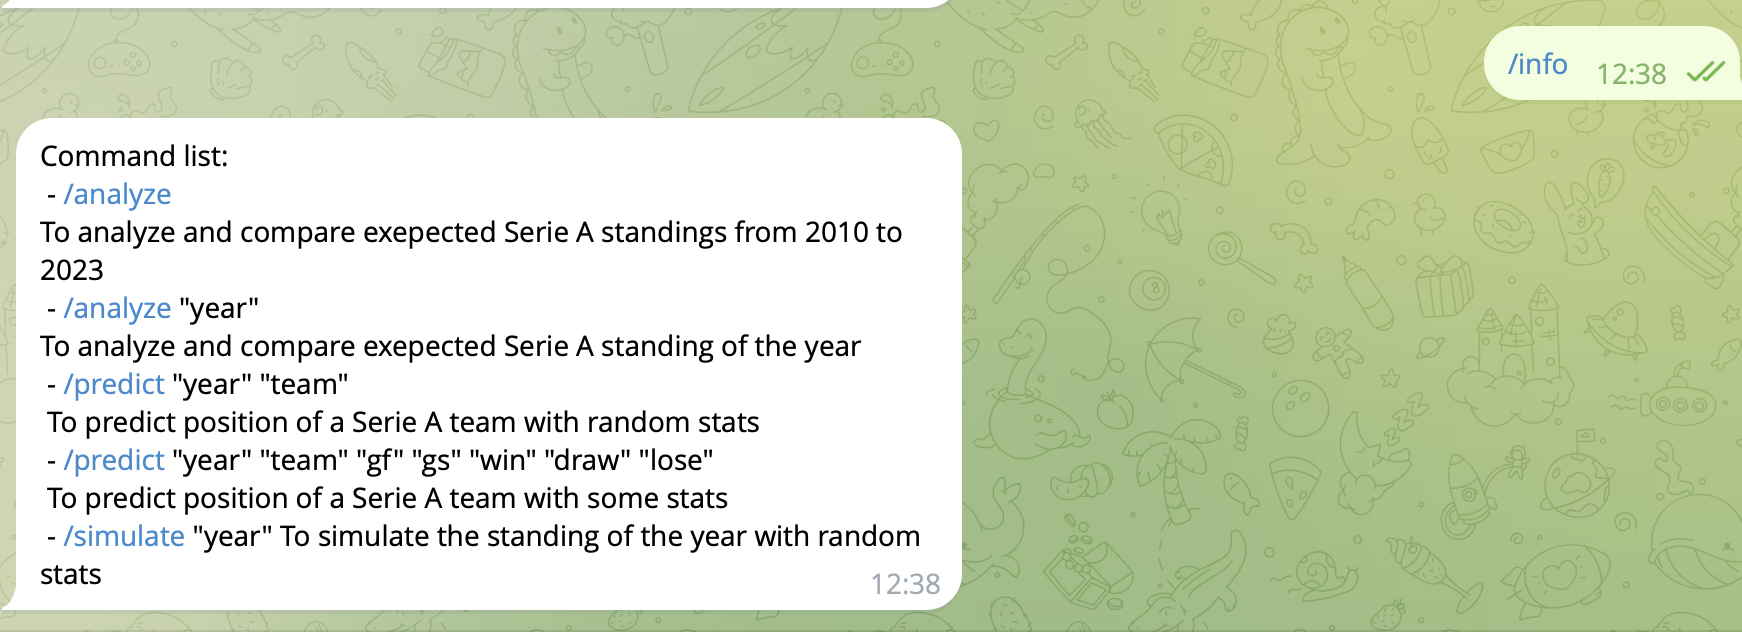 /info 12:38
Command list:
- /analyze
To analyze and compare exepected Serie A standings from 2010 to
2023
- /analyze "year"
To analyze and compare exepected Serie A standing of the year
- /predict "year" "team"
To predict position of a Serie A team with random stats
- /predict "year" "team" "gf" "gs" "win" "draw" "lose"
To predict position of a Serie A team with some stats
- /simulate "year" To simulate the standing of the year with random
stats
12:38